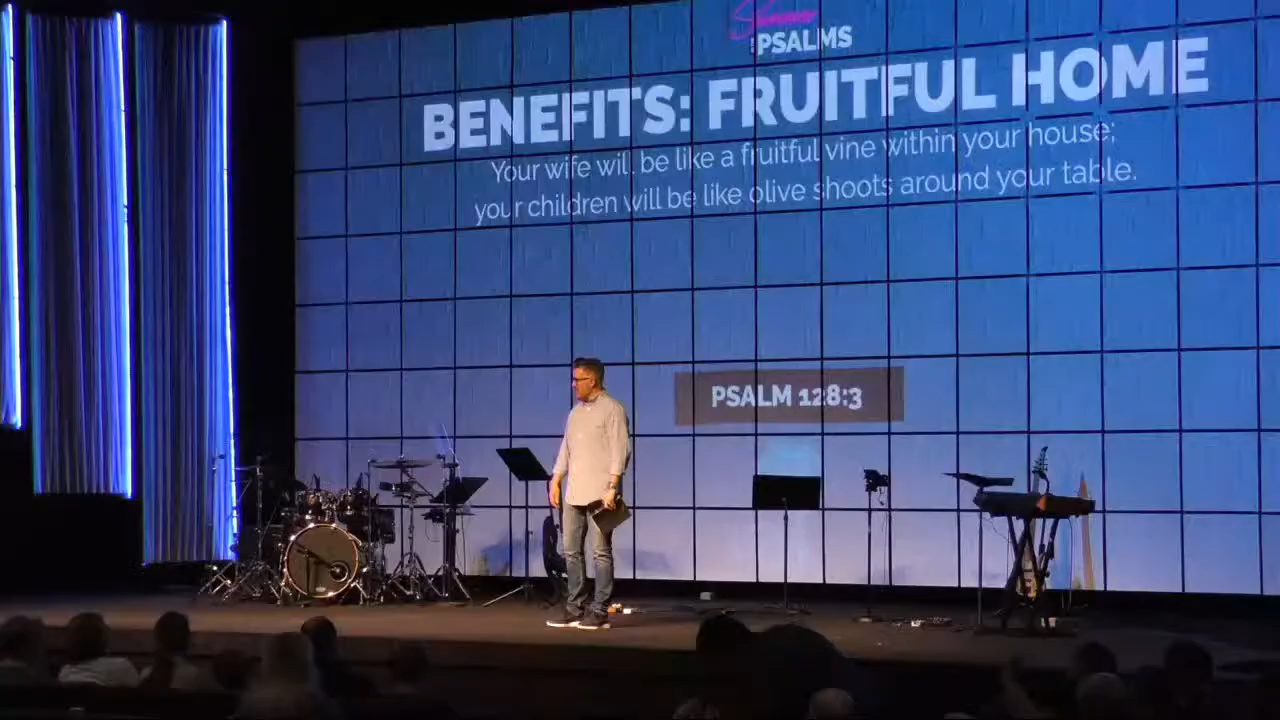 Summer
PSALMS
BENEFITS: FRUITFUL HOME
Your wife will be like a fruitful vine within your house;
your children will be like olive shoots around your table.
PSALM 128:3